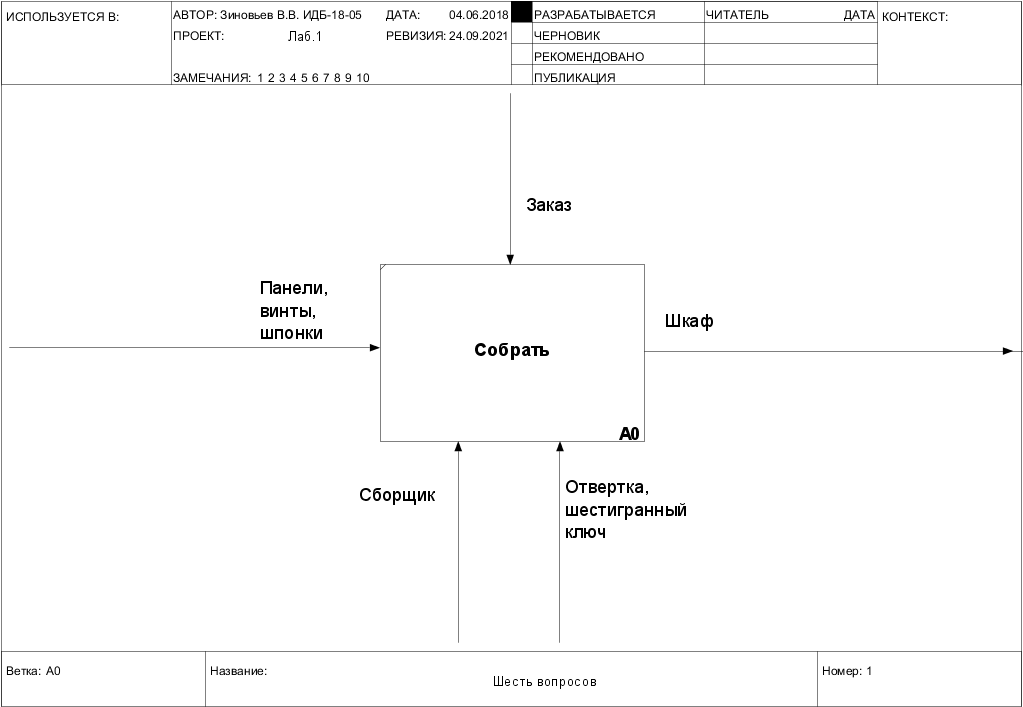 ИСПОЛЬЗУЕТСЯ В:
АВТОР: Зиновьев В.В. ИДБ-18-05
ДАТА: 04.06.2018
ПРОЕКТ: Лаб.1
РЕВИЗИЯ: 24.09.2021
ЗАМЕЧАНИЯ: 1 2 3 4 5 6 7 8 9 10
РАЗРАБАТЫВАЕТСЯ
ЧЕРНОВИК
РЕКОМЕНДОВАНО
ПУБЛИКАЦИЯ
ЧИТАТЕЛЬ ДАТА
КОНТЕКСТ:
Заказ
Панели,
винты,
шпонки
Собрать
A0
Шкаф
Сборщик
Отвертка,
шестигранный
ключ
Ветка: A0
Название:
Шесть вопросов
Номер: 1